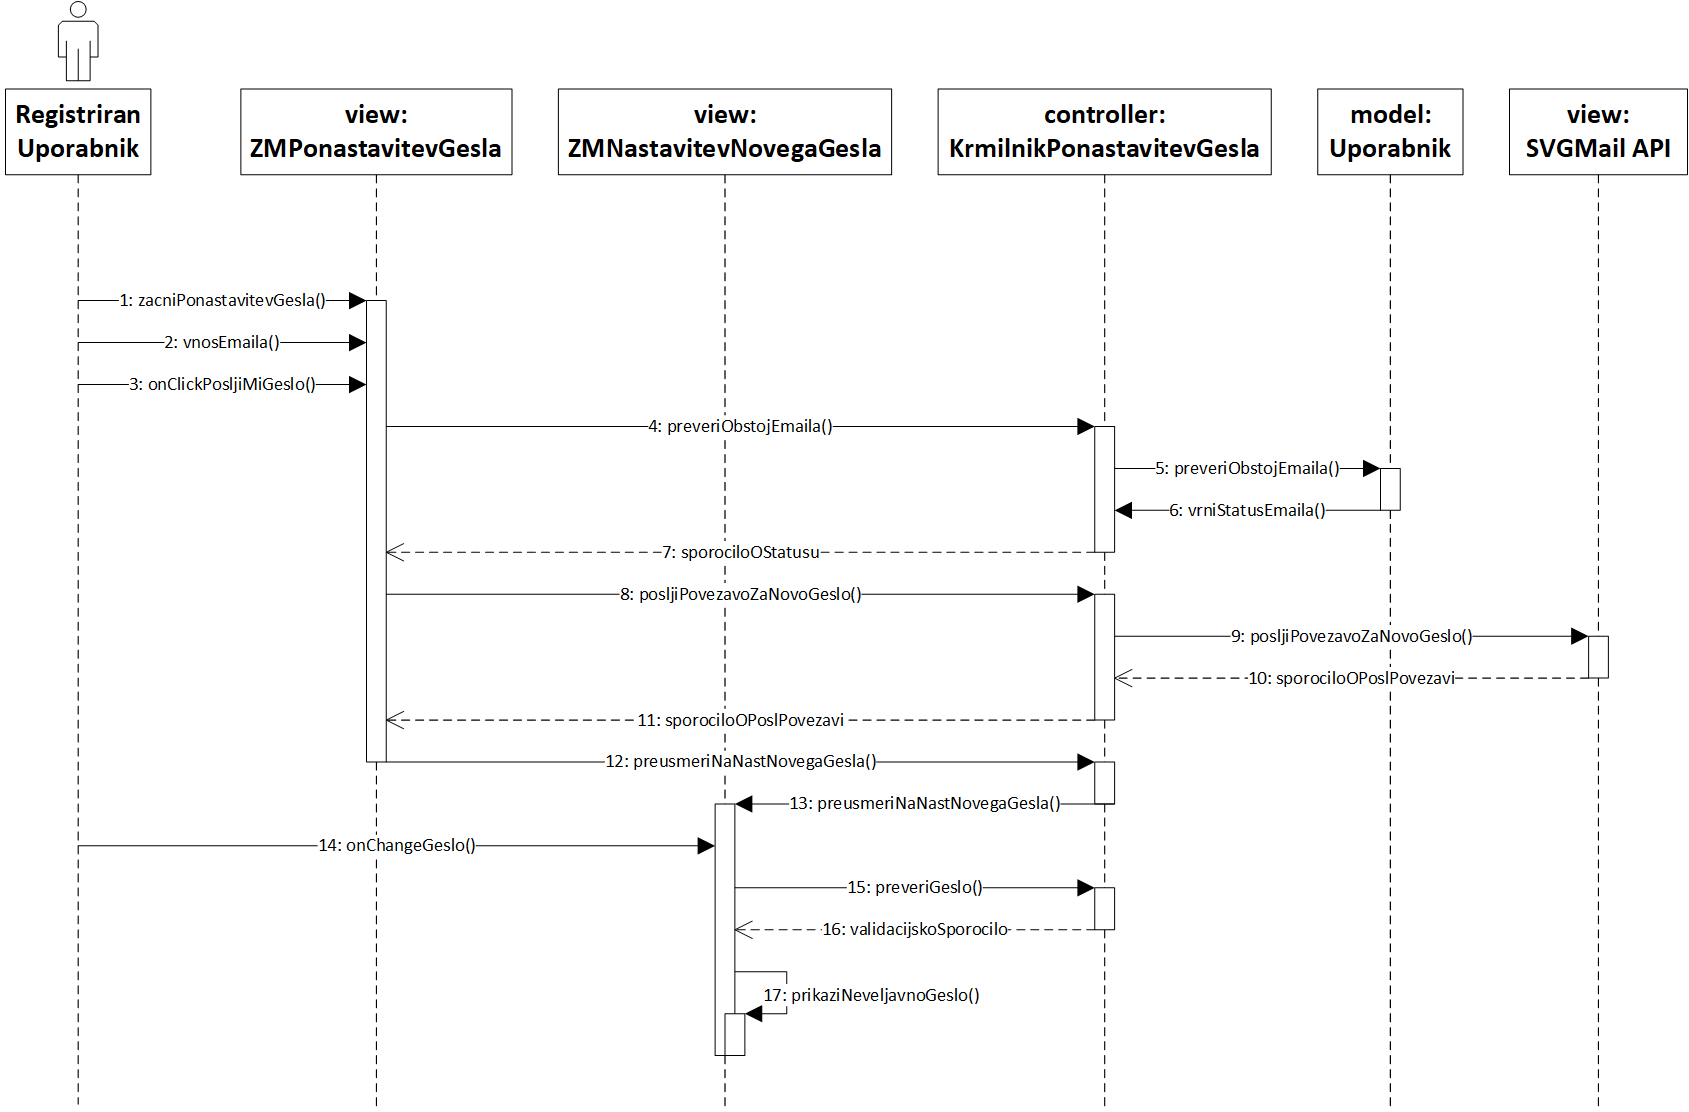 Registriran
Uporabnik
view:
ZMPonastavitevGesla
view:
ZMNastavitevNovegaGesla
controller:
KrmilnikPonastavitevGesla
model:
Uporabnik
view:
SVGMail API
1: zacniPonastavitevGesla()
2: vnosEmaila()
3: onClickPosljiMiGeslo()
4: preveriObstojEmaila()
5: preveriObstojEmaila()
6: vrniStatusEmaila()
7: sporociloOStatusu
8: posljiPovezavoZaNovoGeslo()
9: posljiPovezavoZaNovoGeslo()
10: sporociloOPoslPovezavi
11: sporociloOPoslPovezavi
12: preusmeriNaNastNovegaGesla()
13: preusmeriNaNastNovegaGesla()
14: onChangeGeslo()
15: preveriGeslo()
16: validacijskoSporocilo
17: prikaziNeveljavnoGeslo()